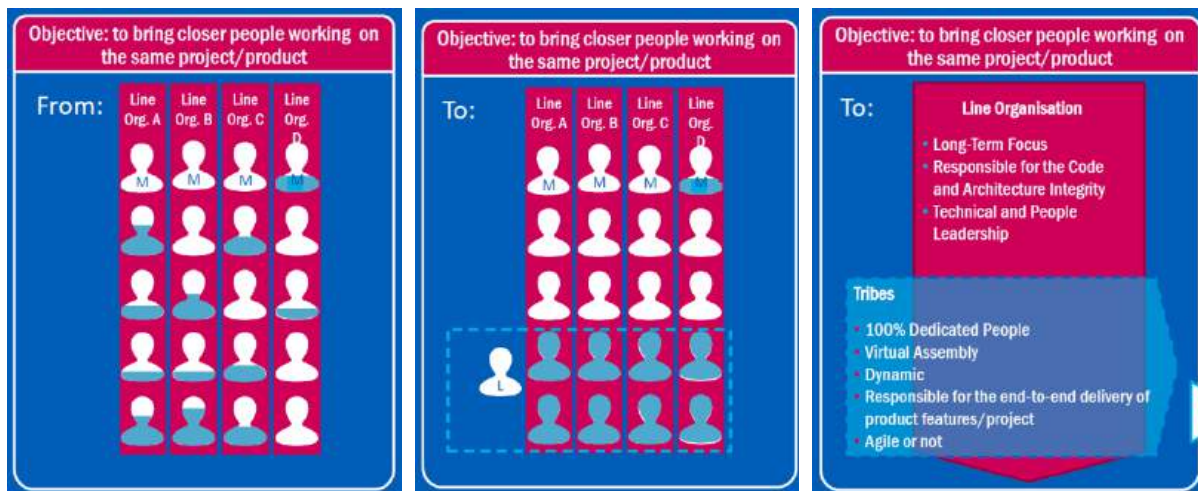 Objective: to bring closer people working on
the same project/product
From:
Line
Org. A
Line
Org. B
Line
Org. C
Line
Org.
D
M
M
M
M
Objective: to bring closer people working on
the same project/product
To:
Line
Org. A
Line
Org. B
Line
Org. C
Line
Org.
D
M
M
M
M
L
Objective: to bring closer people working on
the same project/product
To:
Line Organisation
• Long-Term Focus
• Responsible for the Code
and Architecture Integrity
• Technical and People
Leadership
Tribes
• 100% Dedicated People
• Virtual Assembly
• Dynamic
• Responsible for the end-to-end delivery of
product features/project
• Agile or not